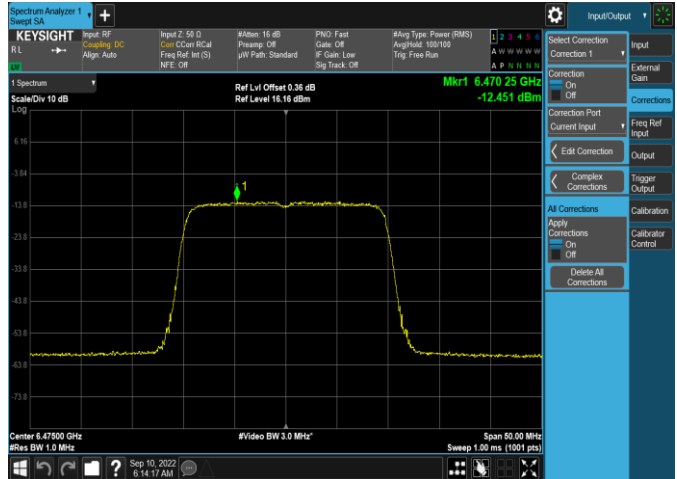 Spectrum Analyzer 1
Swept SA
+
Input/Output
KEYSIGHT
RL
Input: RF
Coupling: DC
Align: Auto
Input Z: 50 Ω
Corr CCorr RCal
Freq Ref: Int (S)
NFE: Off
#Atten: 16 dB
Preamp: Off
µW Path: Standard
PNO: Fast
Gate: Off
IF Gain: Low
Sig Track: Off
#Avg Type: Power (RMS)
Avg|Hold: 100/100
Trig: Free Run
1 2 3 4 5 6
A W W W W W
A P N N N N
1 Spectrum
Scale/Div 10 dB
Log
Ref Lvl Offset 0.36 dB
Ref Level 16.16 dBm
Mkr1 6.470 25 GHz
-12.451 dBm
6.16
-3.84
-13.8
-23.8
-33.8
-43.8
-53.8
-63.8
-73.8
1
Center 6.47500 GHz
#Res BW 1.0 MHz
#Video BW 3.0 MHz*
Span 50.00 MHz
Sweep 1.00 ms (1001 pts)
Sep 10, 2022
6:14:17 AM
Select Correction
Correction 1
Correction
On
Off
Correction Port
Current Input
Edit Correction
Complex
Corrections
All Corrections
Apply
Corrections
On
Off
Delete All
Corrections
Input
External
Gain
Corrections
Freq Ref
Input
Output
Trigger
Output
Calibration
Calibrator
Control